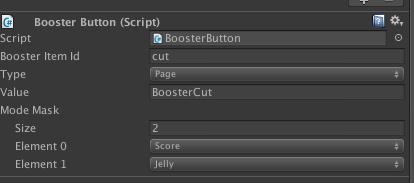 Booster Button (Script)
Script BoosterButton
Booster Item Id cut
Type Page
Value BoosterCut
Mode Mask
Size 2
Element 0 Score
Element 1 Jelly